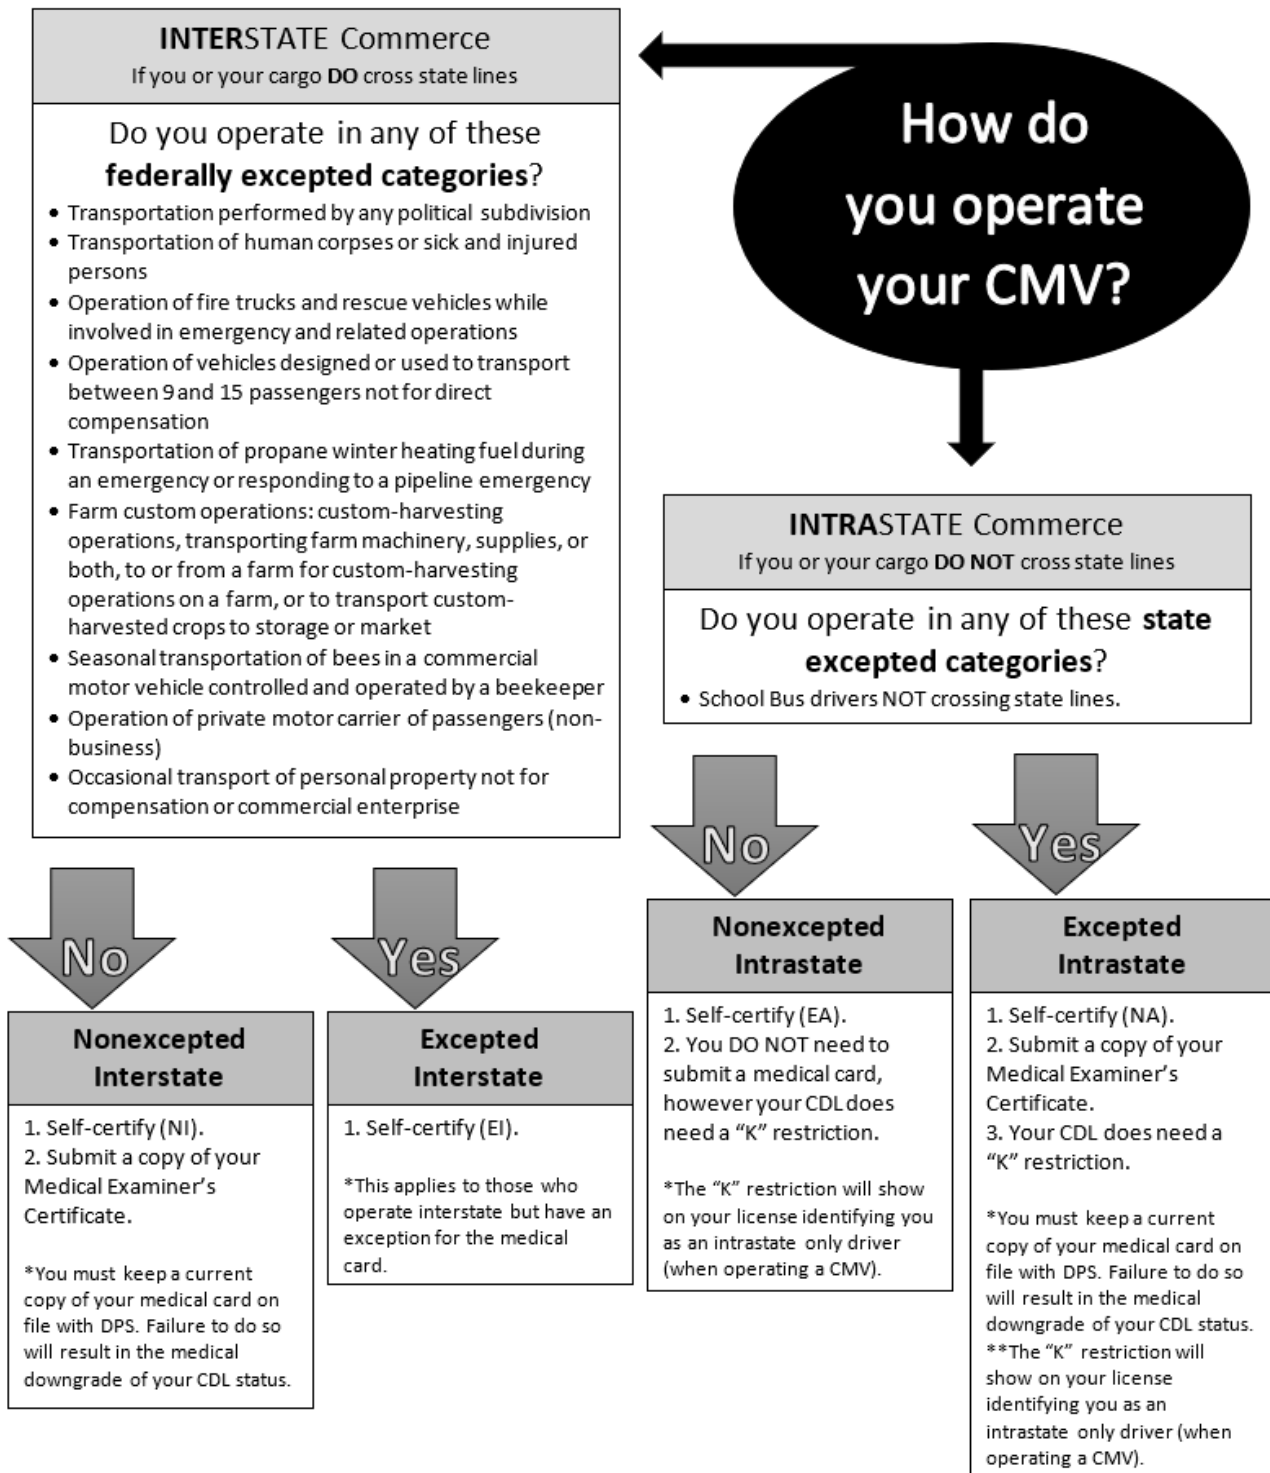 How do
you operate
your CMV?
INTERSTATE Commerce
If you or your cargo DO cross state lines
Do you operate in any of these
federally excepted categories?
• Transportation performed by any political subdivision
• Transportation of human corpses or sick and injured
persons
• Operation of fire trucks and rescue vehicles while
involved in emergency and related operations
• Operation of vehicles designed or used to transport
between 9 and 15 passengers not for direct
compensation
• Transportation of propane winter heating fuel during
an emergency or responding to a pipeline emergency
• Farm custom operations: custom-harvesting
operations, transporting farm machinery, supplies, or
both, to or from a farm for custom-harvesting
operations on a farm, or to transport custom-
harvested crops to storage or market
• Seasonal transportation of bees in a commercial
motor vehicle controlled and operated by a beekeeper
• Operation of private motor carrier of passengers (non-
business)
• Occasional transport of personal property not for
compensation or commercial enterprise
No
Nonexcepted
Interstate
1. Self-certify (NI).
2. Submit a copy of your
Medical Examiner's
Certificate.
*You must keep a current
copy of your medical card on
file with DPS. Failure to do so
will result in the medical
downgrade of your CDL status.
Yes
Excepted
Interstate
1. Self-certify (EI).
*This applies to those who
operate interstate but have an
exception for the medical
card.
INTRASTATE Commerce
If you or your cargo DO NOT cross state lines
Do you operate in any of these state
excepted categories?
• School Bus drivers NOT crossing state lines.
No
Nonexcepted
Intrastate
1. Self-certify (EA).
2. You DO NOT need to
submit a medical card,
however your CDL does
need a "K" restriction.
*The "K" restriction will show
on your license identifying you
as an intrastate only driver
(when operating a CMV).
Yes
Excepted
Intrastate
1. Self-certify (NA).
2. Submit a copy of your
Medical Examiner's
Certificate.
3. Your CDL does need a
"K" restriction.
*You must keep a current
copy of your medical card on
file with DPS. Failure to do so
will result in the medical
downgrade of your CDL status.
**The "K" restriction will
show on your license
identifying you as an
intrastate only driver (when
operating a CMV).